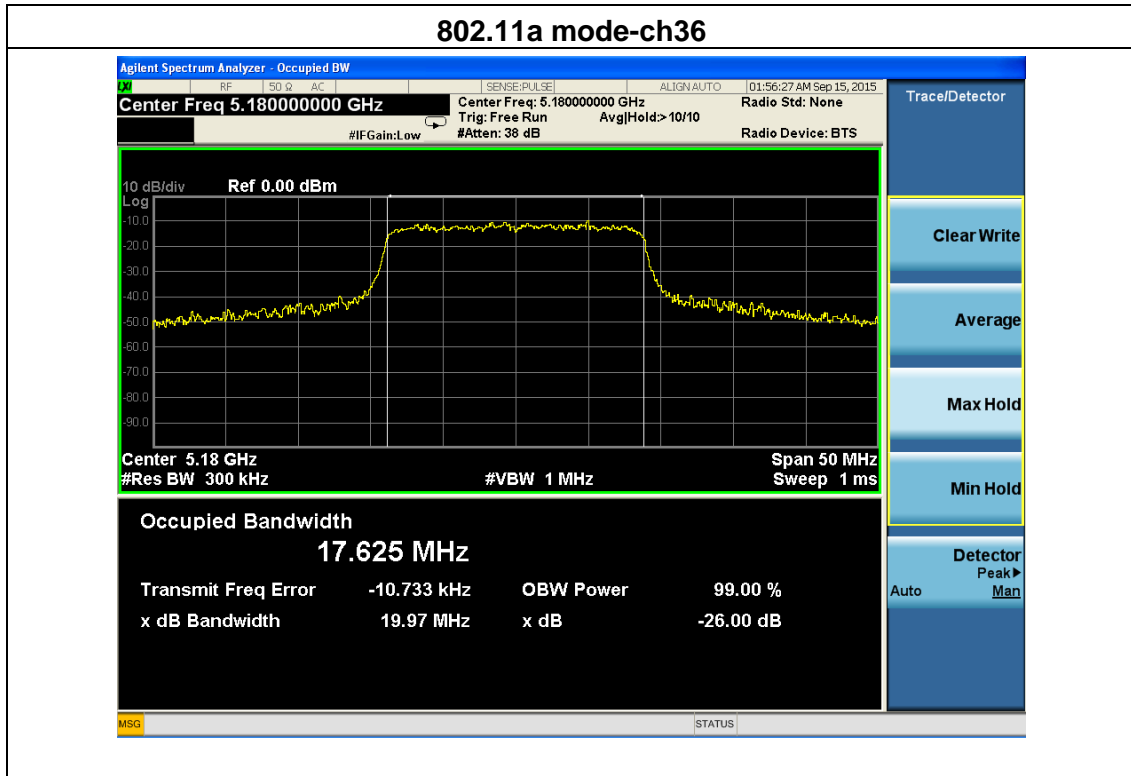 802.11a mode-ch36
Agilent Spectrum Analyzer - Occupied BW
LXI RF 50 Ω AC SENSE:PULSE ALIGN AUTO 01:56:27 AM Sep 15, 2015
Center Freq 5.180000000 GHz
Center Freq: 5.180000000 GHz
Radio Std: None
Trig: Free Run Avg|Hold:> 10/10
#IFGain:Low #Atten: 38 dB Radio Device: BTS
10 dB/div Ref 0.00 dBm
Log
-10.0
-20.0
-30.0
-40.0
-50.0
-60.0
-70.0
-80.0
-90.0
Center 5.18 GHz Span 50 MHz
#Res BW 300 kHz #VBW 1 MHz Sweep 1 ms
Occupied Bandwidth
17.625 MHz
Transmit Freq Error -10.733 kHz OBW Power 99.00 %
x dB Bandwidth 19.97 MHz x dB -26.00 dB
MSG STATUS
Trace/Detector
Clear Write
Average
Max Hold
Min Hold
Detector
Peak▶
Auto Man